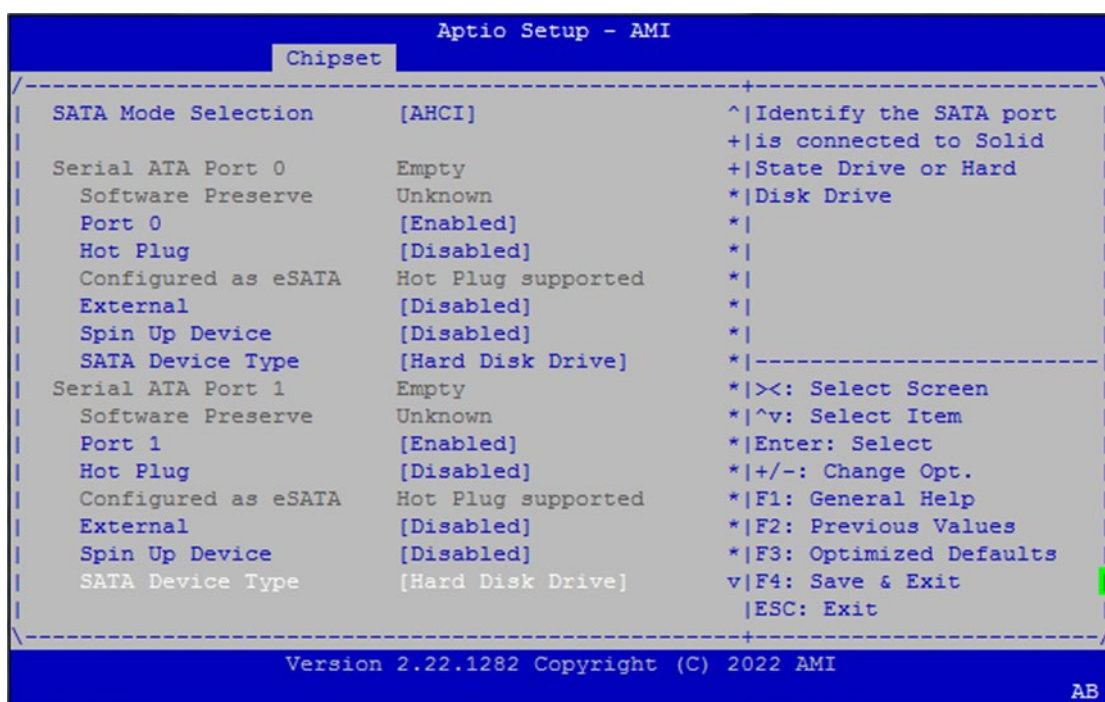 Aptio Setup - AMI
Chipset
SATA Mode Selection [AHCI] ^|Identify the SATA port
+|is connected to Solid
Serial ATA Port 0 Empty +|State Drive or Hard
Software Preserve Unknown *|Disk Drive
Port 0 [Enabled] *|
Hot Plug [Disabled] *|
Configured as eSATA Hot Plug supported *|
External [Disabled] *|
Spin Up Device [Disabled] *|
SATA Device Type [Hard Disk Drive] *|-------------------------
Serial ATA Port 1 Empty *|><: Select Screen
Software Preserve Unknown *|^v: Select Item
Port 1 [Enabled] *|Enter: Select
Hot Plug [Disabled] *|+/-: Change Opt.
Configured as eSATA Hot Plug supported *|F1: General Help
External [Disabled] *|F2: Previous Values
Spin Up Device [Disabled] *|F3: Optimized Defaults
SATA Device Type [Hard Disk Drive] v|F4: Save & Exit
|ESC: Exit
Version 2.22.1282 Copyright (C) 2022 AMI
AB